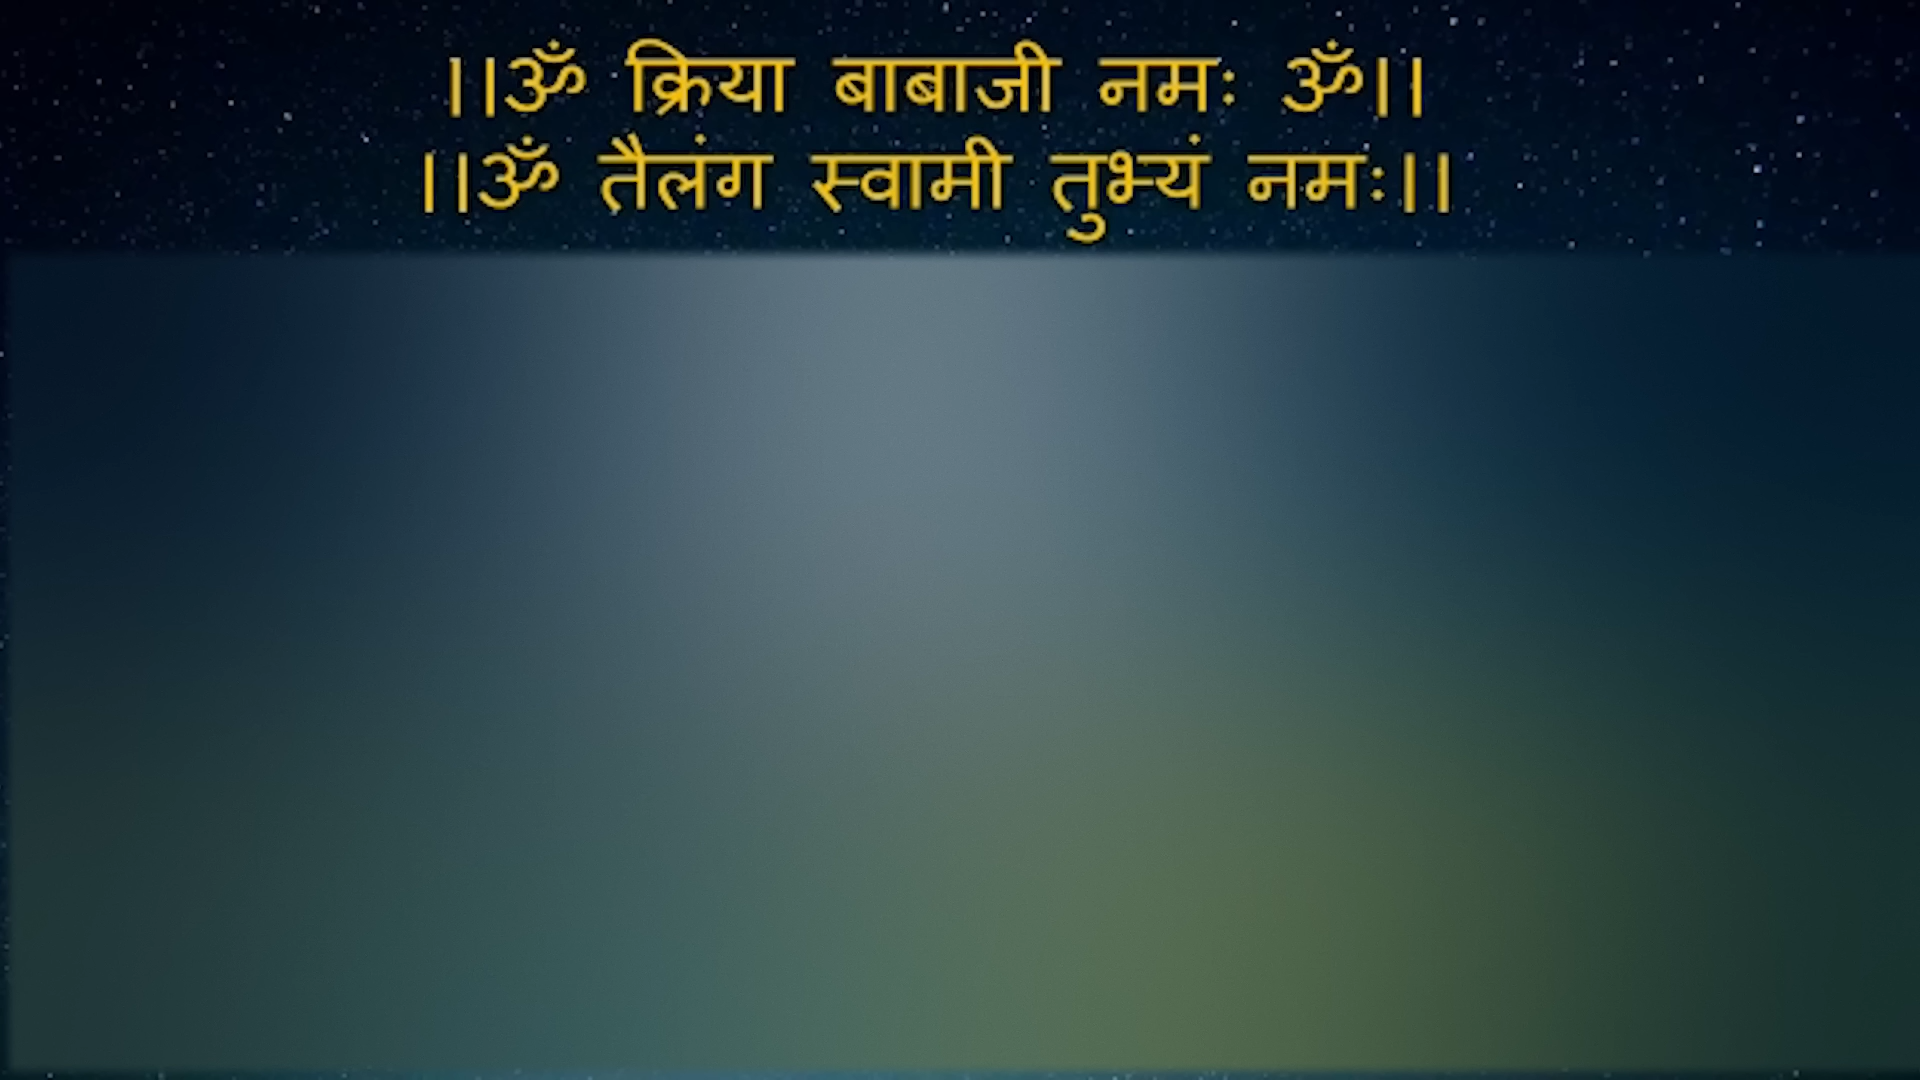 ।।ॐ क्रिया बाबाजी नमः ॐ।।
।।ॐ तैलंग स्वामी तुभ्यं नमः।।